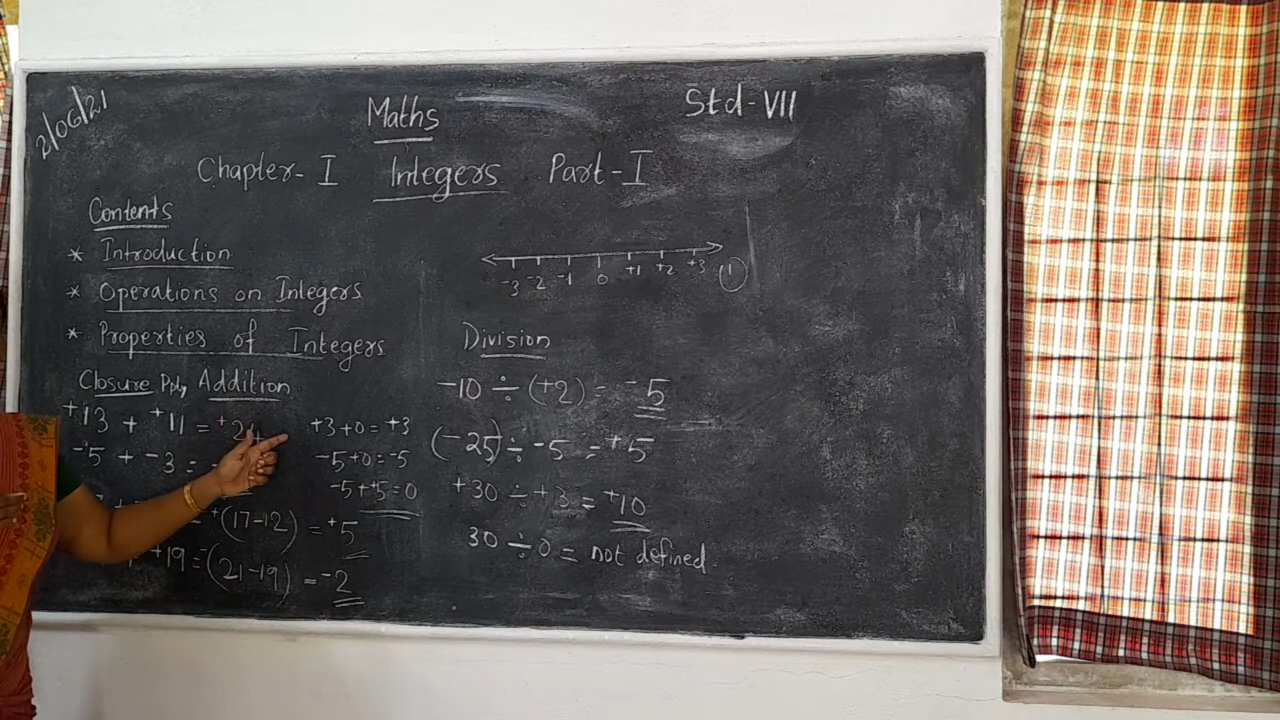 2/06/21
Maths
Std-VII
Chapter-I Integers Part-I
Contents
* Introduction
* Operations on Integers
* Properties of Integers
-3 -2 -1 0 +1 +2 +3
1
Closure Ppty Addition
+13 + +11 = +24
-5 + -3 = -
= +(17-12) = +5
+19 = -(21-19) = -2
+3+0=+3
-5+0=-5
-5++5=0
Division
-10 ÷ (+2) = -5
(-25) ÷ -5 = +5
+30 ÷ +3 = +10
30 ÷ 0 = not defined.